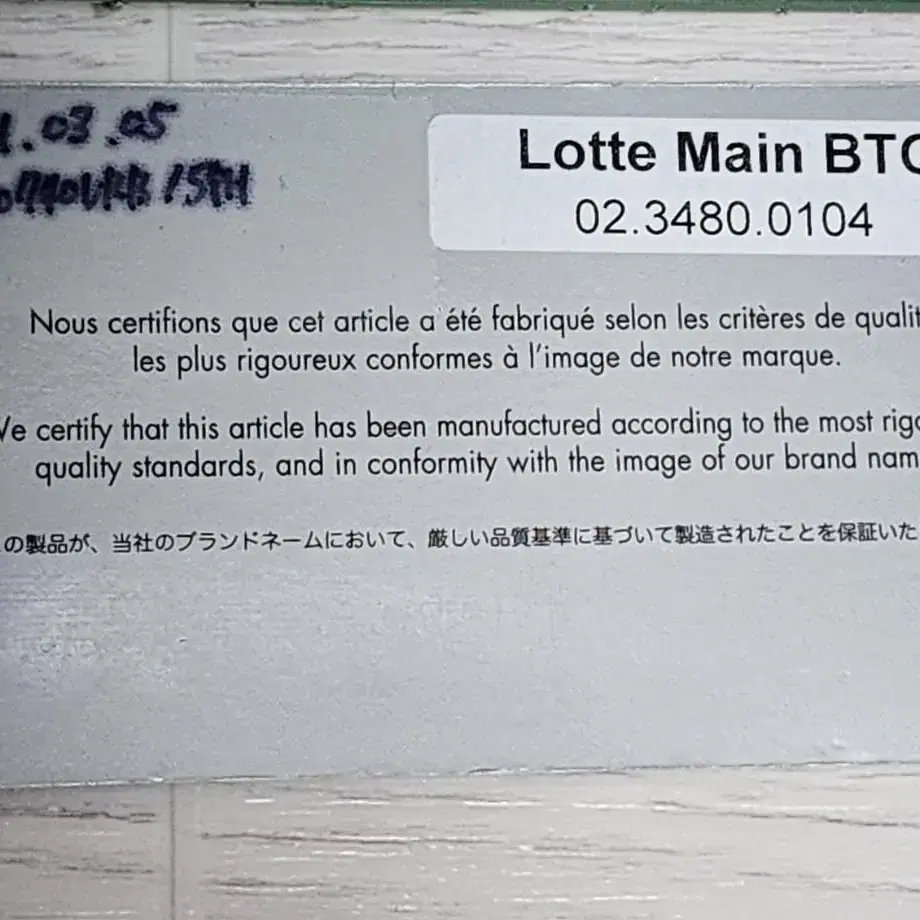 .03.05
Lotte Main BTC
02.3480.0104
Nous certifions que cet article a été fabriqué selon les critères de qualit
les plus rigoureux conformes à l'image de notre marque.
We certify that this article has been manufactured according to the most rigo
quality standards, and in conformity with the image of our brand nam
の製品が、当社のブランドネームにおいて、厳しい品質基準に基づいて製造されたことを保証いた